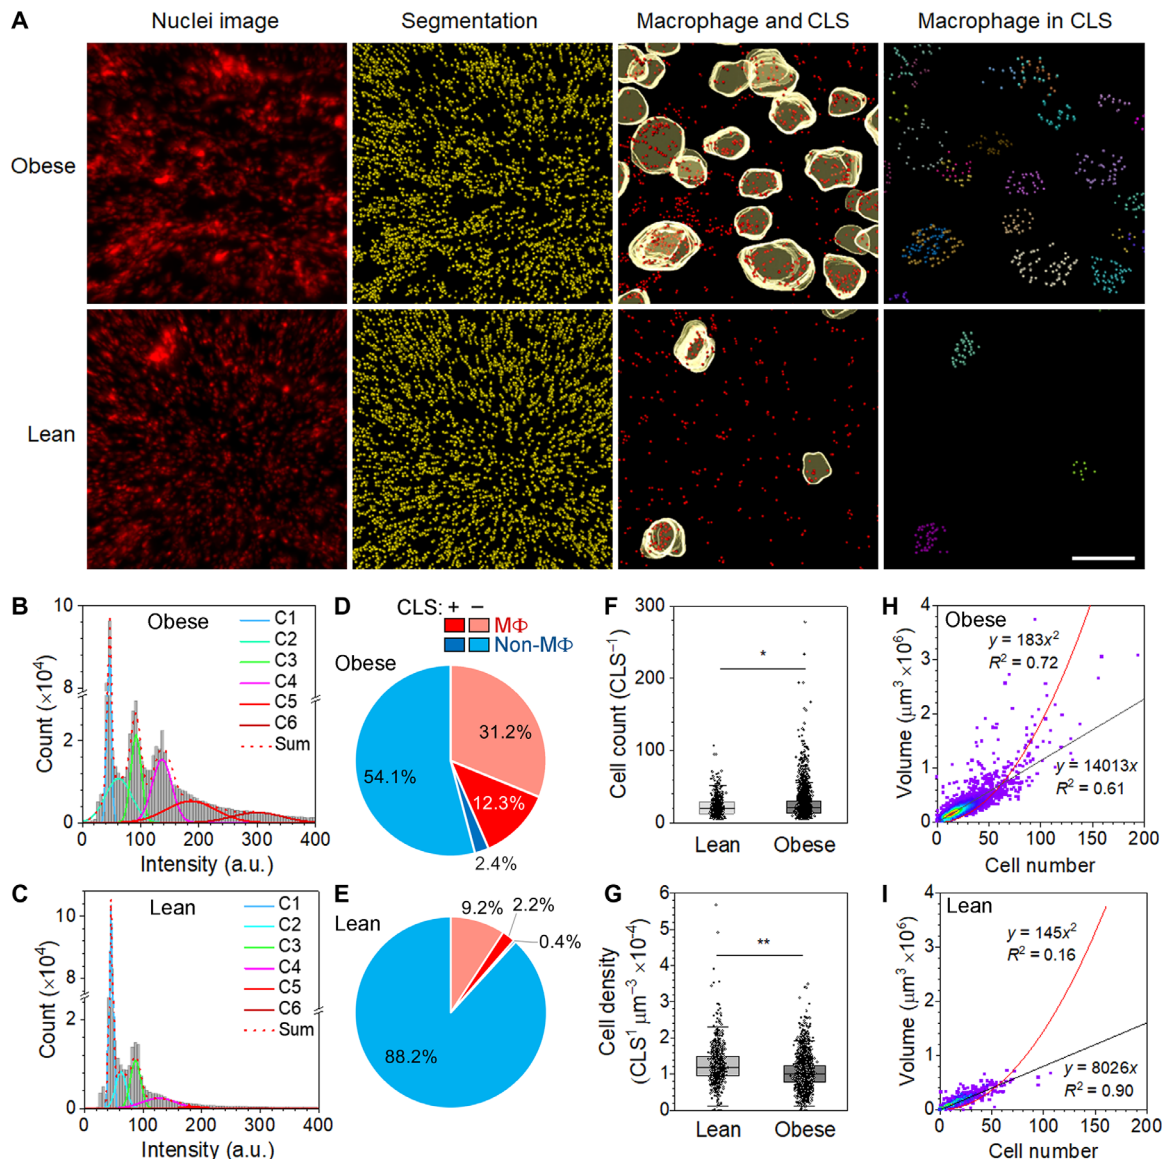 A
Nuclei image
Segmentation
Macrophage and CLS
Macrophage in CLS
Obese
Lean
B
Obese
10
8
2
0
Count (×10⁴)
0 100 200 300 400
Intensity (a.u.)
C1
C2
C3
C4
C5
C6
Sum
C
Lean
10
8
2
0
Count (×10⁴)
0 100 200 300 400
Intensity (a.u.)
C1
C2
C3
C4
C5
C6
Sum
D
CLS: + −
MΦ
Non-MΦ
Obese
31.2%
54.1%
12.3%
2.4%
E
Lean
9.2%
2.2%
0.4%
88.2%
F
300
200
100
0
Cell count (CLS⁻¹)
*
Lean Obese
G
6
5
4
3
2
1
0
Cell density
(CLS¹ μm⁻³ ×10⁻⁴)
**
Lean Obese
H
Obese
4
3
2
1
0
Volume (μm³ ×10⁶)
y = 183x²
R² = 0.72
y = 14013x
R² = 0.61
0 50 100 150 200
Cell number
I
Lean
4
3
2
1
0
Volume (μm³ ×10⁶)
y = 145x²
R² = 0.16
y = 8026x
R² = 0.90
0 50 100 150 200
Cell number